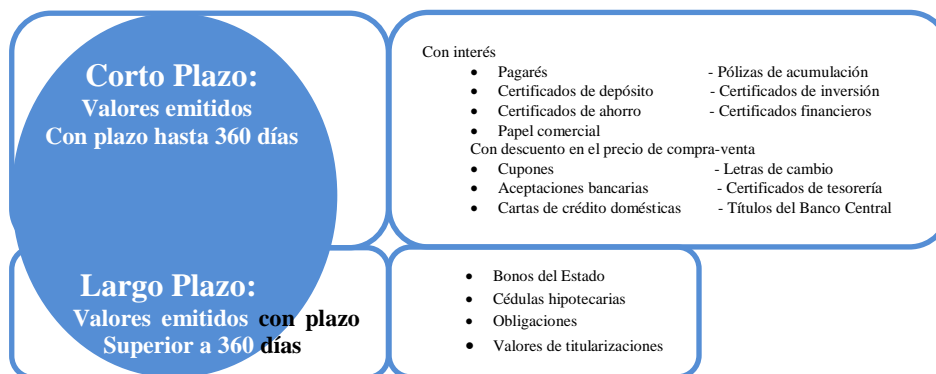 Corto Plazo:
Valores emitidos
Con plazo hasta 360 días
Con interés
• Pagarés - Pólizas de acumulación
• Certificados de depósito - Certificados de inversión
• Certificados de ahorro - Certificados financieros
• Papel comercial
Con descuento en el precio de compra-venta
• Cupones - Letras de cambio
• Aceptaciones bancarias - Certificados de tesorería
• Cartas de crédito domésticas - Títulos del Banco Central
Largo Plazo:
Valores emitidos con plazo
Superior a 360 días
• Bonos del Estado
• Cédulas hipotecarias
• Obligaciones
• Valores de titularizaciones